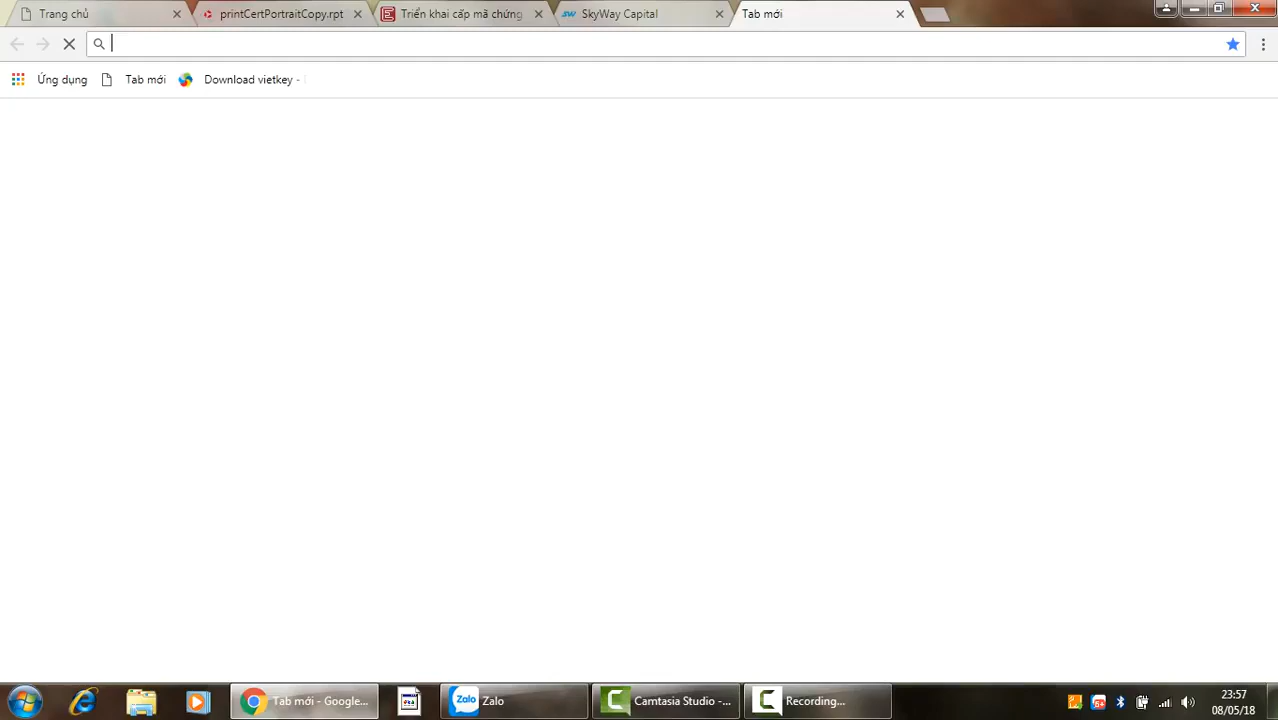 Trang chủ
printCertPortraitCopy.rpt
Triển khai cấp mã chứng
SkyWay Capital
Tab mới
Ứng dụng
Tab mới
Download vietkey -
Tab mới - Google...
Zalo
Zalo
Camtasia Studio -...
Recording...
23:57
08/05/18